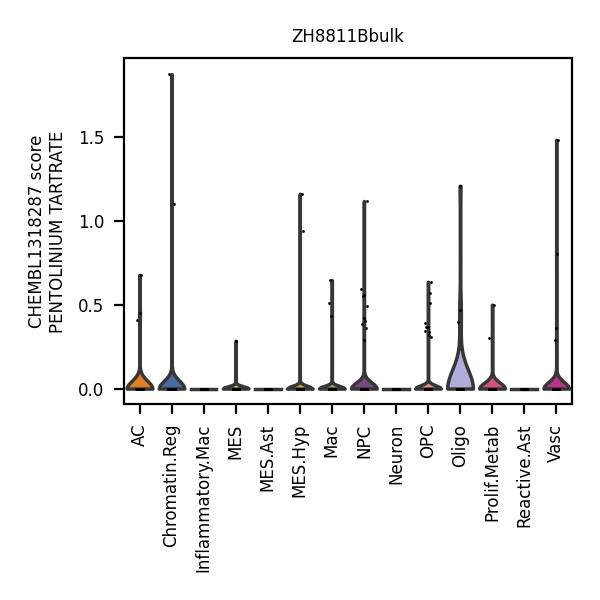 ZH8811Bbulk
CHEMBL1318287 score
PENTOLINIUM TARTRATE
1.5
1.0
0.5
0.0
AC
Chromatin.Reg
Inflammatory.Mac
MES
MES.Ast
MES.Hyp
Mac
NPC
Neuron
OPC
Oligo
Prolif.Metab
Reactive.Ast
Vasc